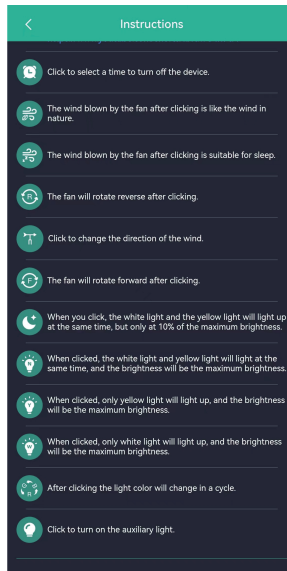 Instructions
Click to select a time to turn off the device.
The wind blown by the fan after clicking is like the wind in
nature.
The wind blown by the fan after clicking is suitable for sleep.
R
The fan will rotate reverse after clicking.
Click to change the direction of the wind.
F
The fan will rotate forward after clicking.
When you click, the white light and the yellow light will light up
at the same time, but only at 10% of the maximum brightness.
N
When clicked, the white light and yellow light will light at the
same time, and the brightness will be the maximum brightness.
Y
When clicked, only yellow light will light up, and the brightness
will be the maximum brightness.
W
When clicked, only white light will light up, and the brightness
will be the maximum brightness.
G B
R
After clicking the light color will change in a cycle.
Click to turn on the auxiliary light.